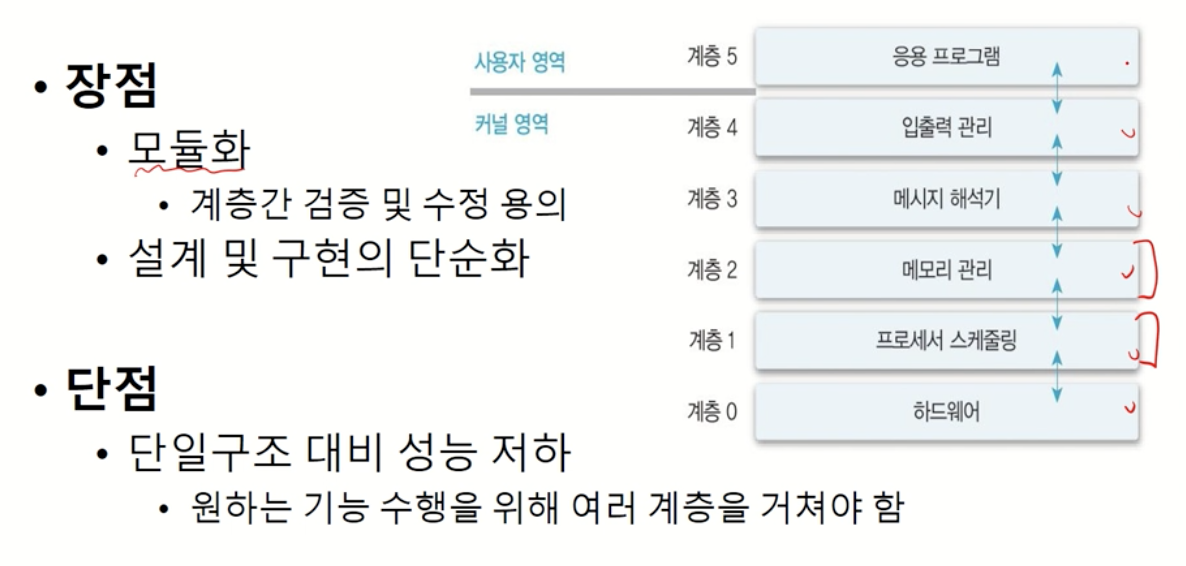 • 장점
• 모듈화
• 계층간 검증 및 수정 용의
• 설계 및 구현의 단순화
• 단점
• 단일구조 대비 성능 저하
• 원하는 기능 수행을 위해 여러 계층을 거쳐야 함
사용자 영역
커널 영역
계층 5 응용 프로그램
계층 4 입출력 관리
계층 3 메시지 해석기
계층 2 메모리 관리
계층 1 프로세서 스케줄링
계층 0 하드웨어